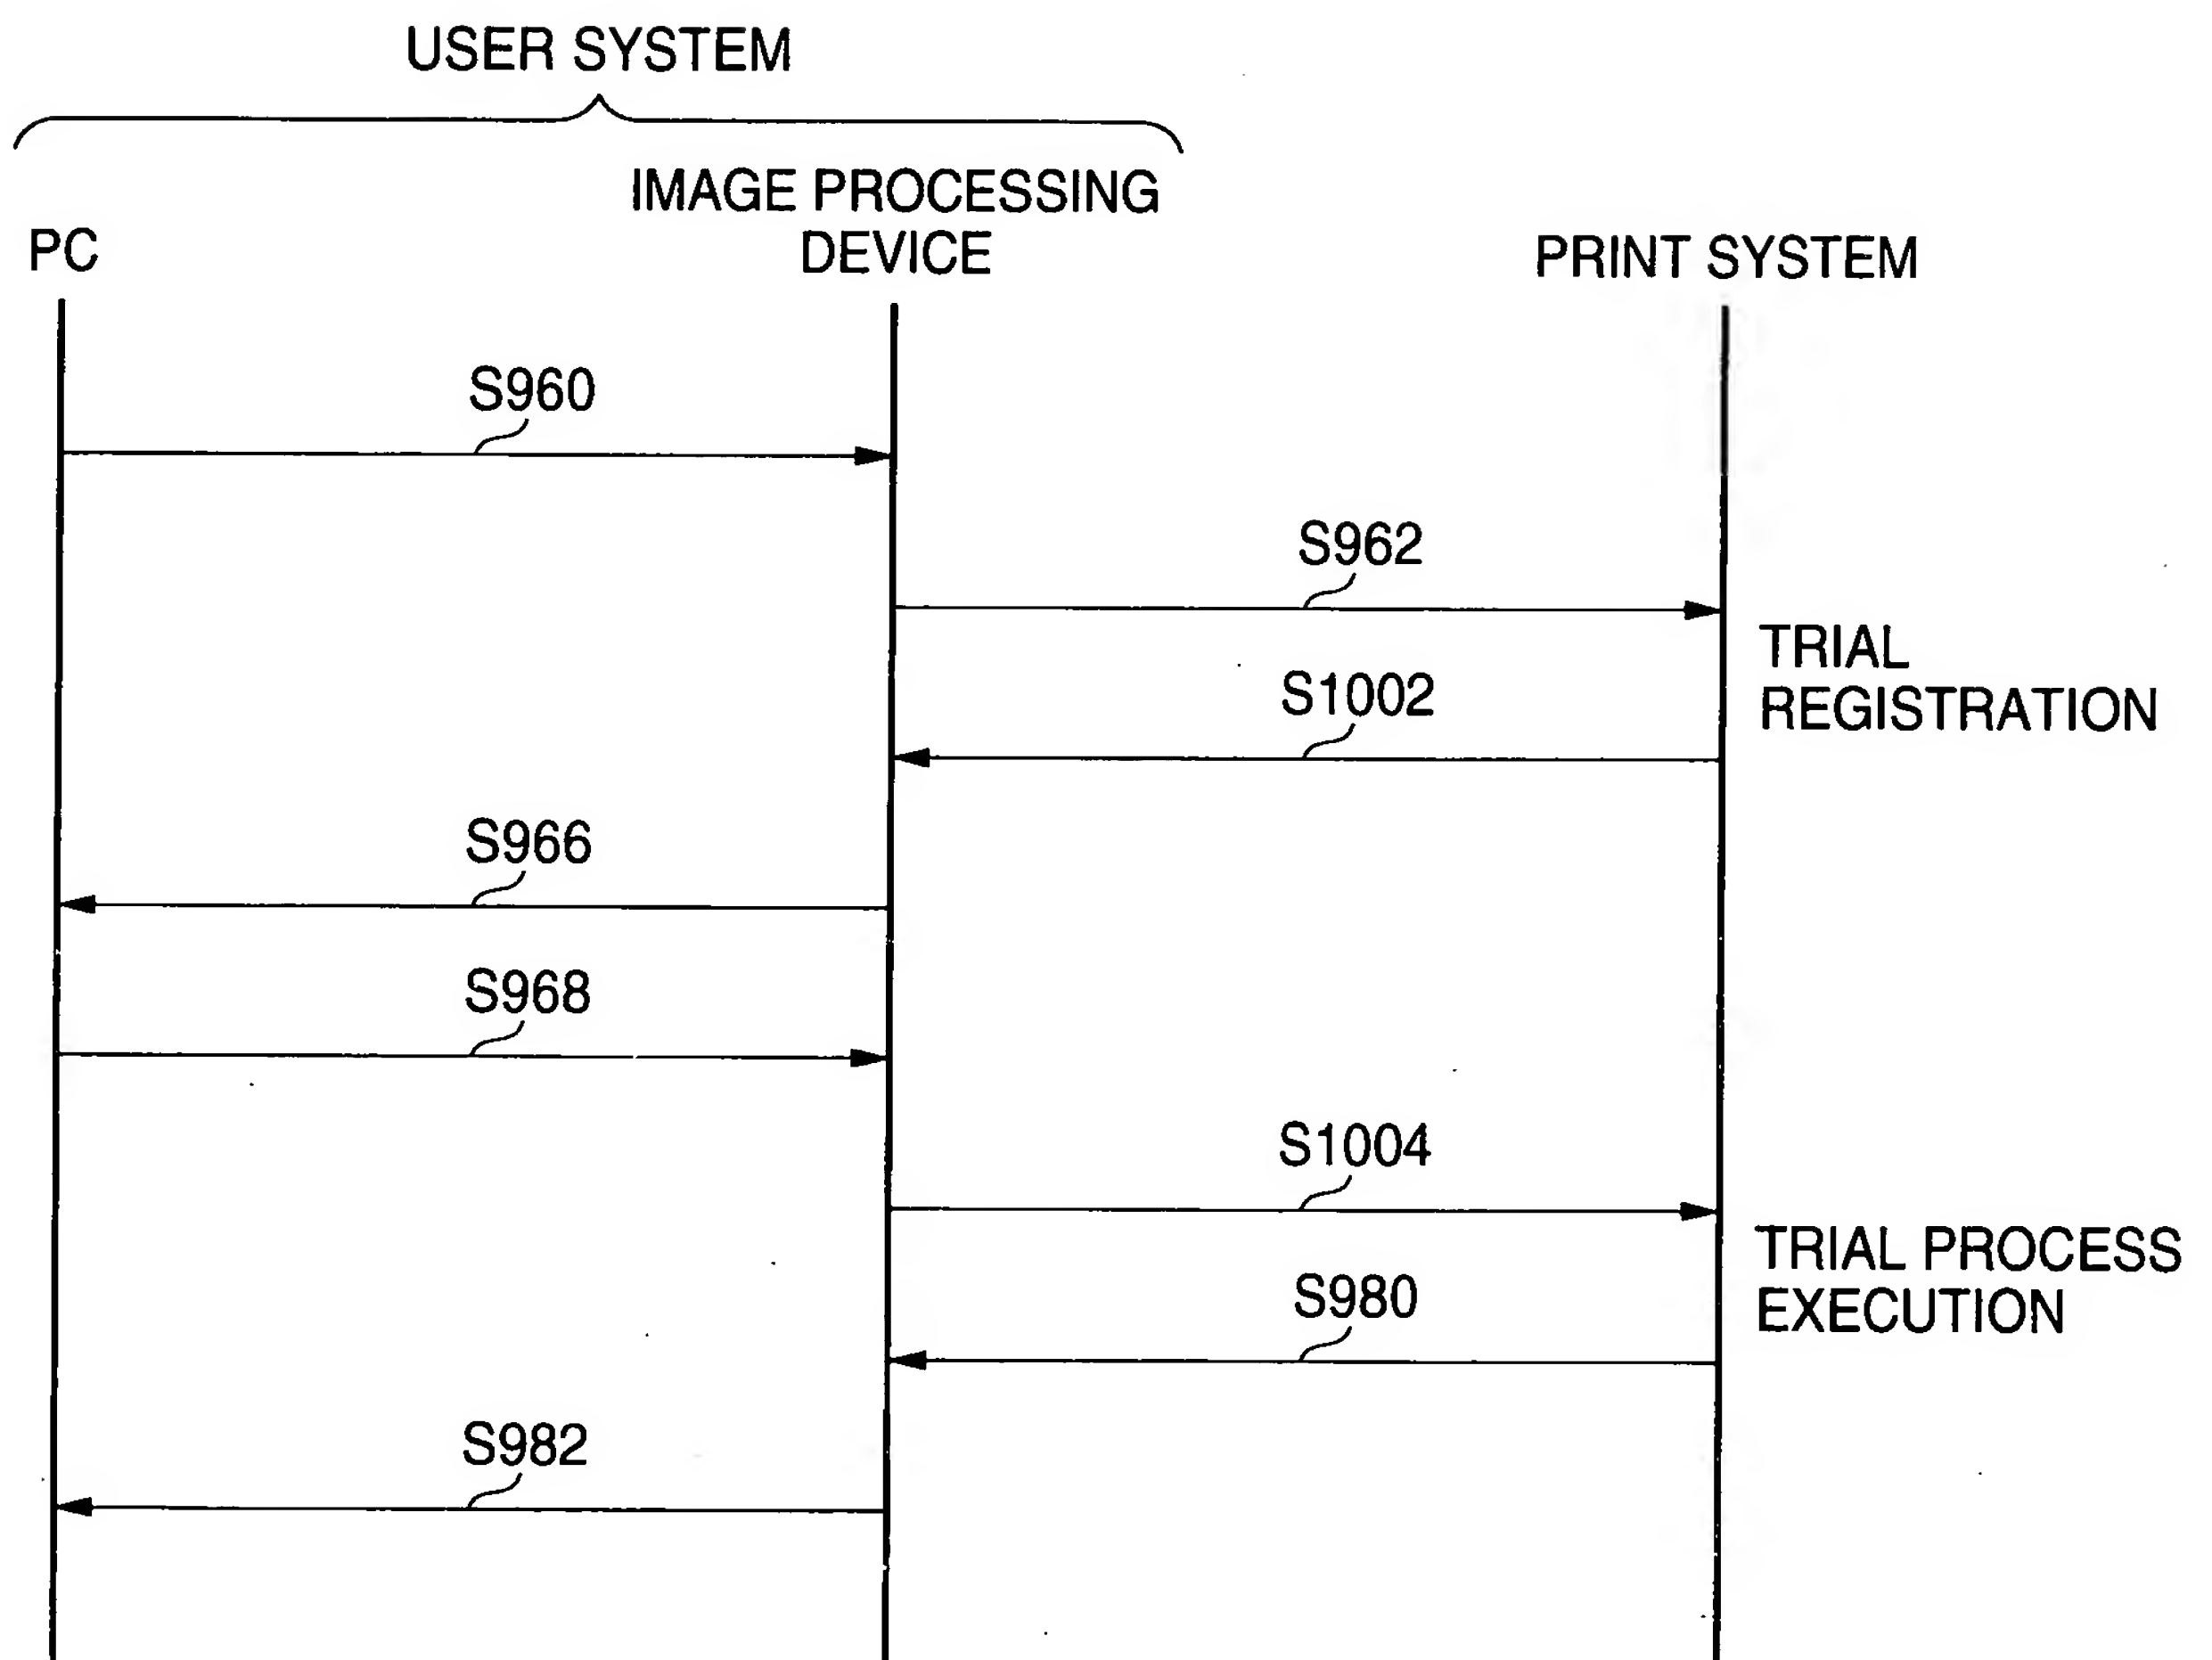 USER SYSTEM
IMAGE PROCESSING
DEVICE
PC
PRINT SYSTEM
S960
S962
TRIAL
REGISTRATION
S1002
S966
S968
S1004
TRIAL PROCESS
EXECUTION
S980
S982